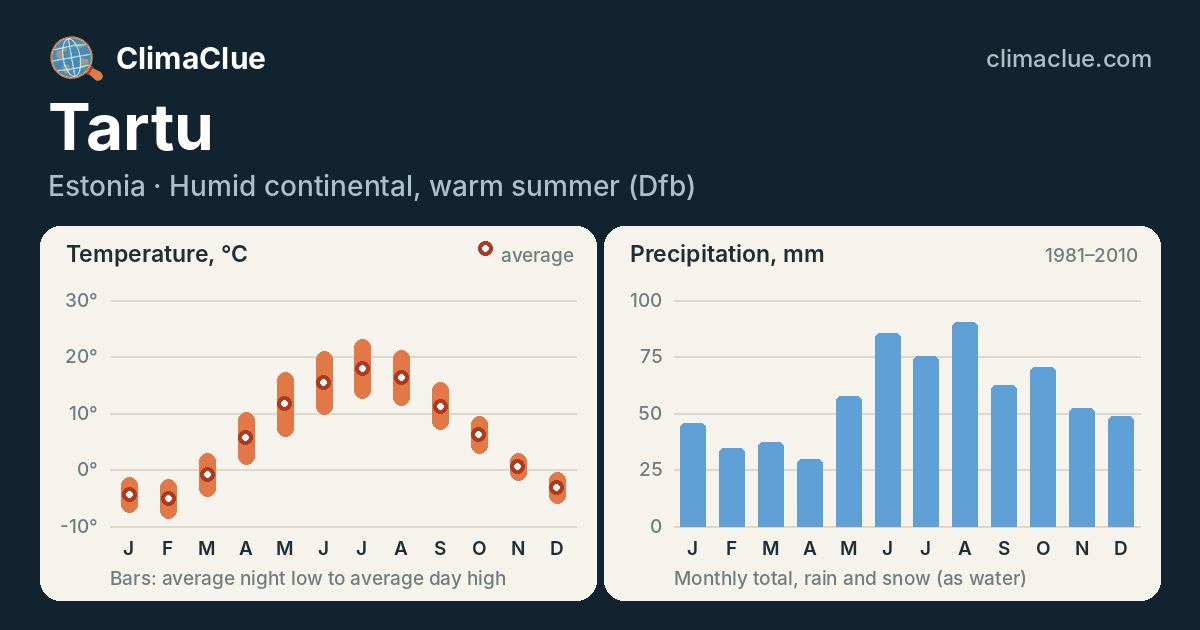 ClimaClue
climaclue.com
Tartu
Estonia · Humid continental, warm summer (Dfb)
Temperature, °C
average
30°
20°
10°
0°
-10°
J F M A M J J A S O N D
Bars: average night low to average day high
Precipitation, mm
1981–2010
100
75
50
25
0
J F M A M J J A S O N D
Monthly total, rain and snow (as water)